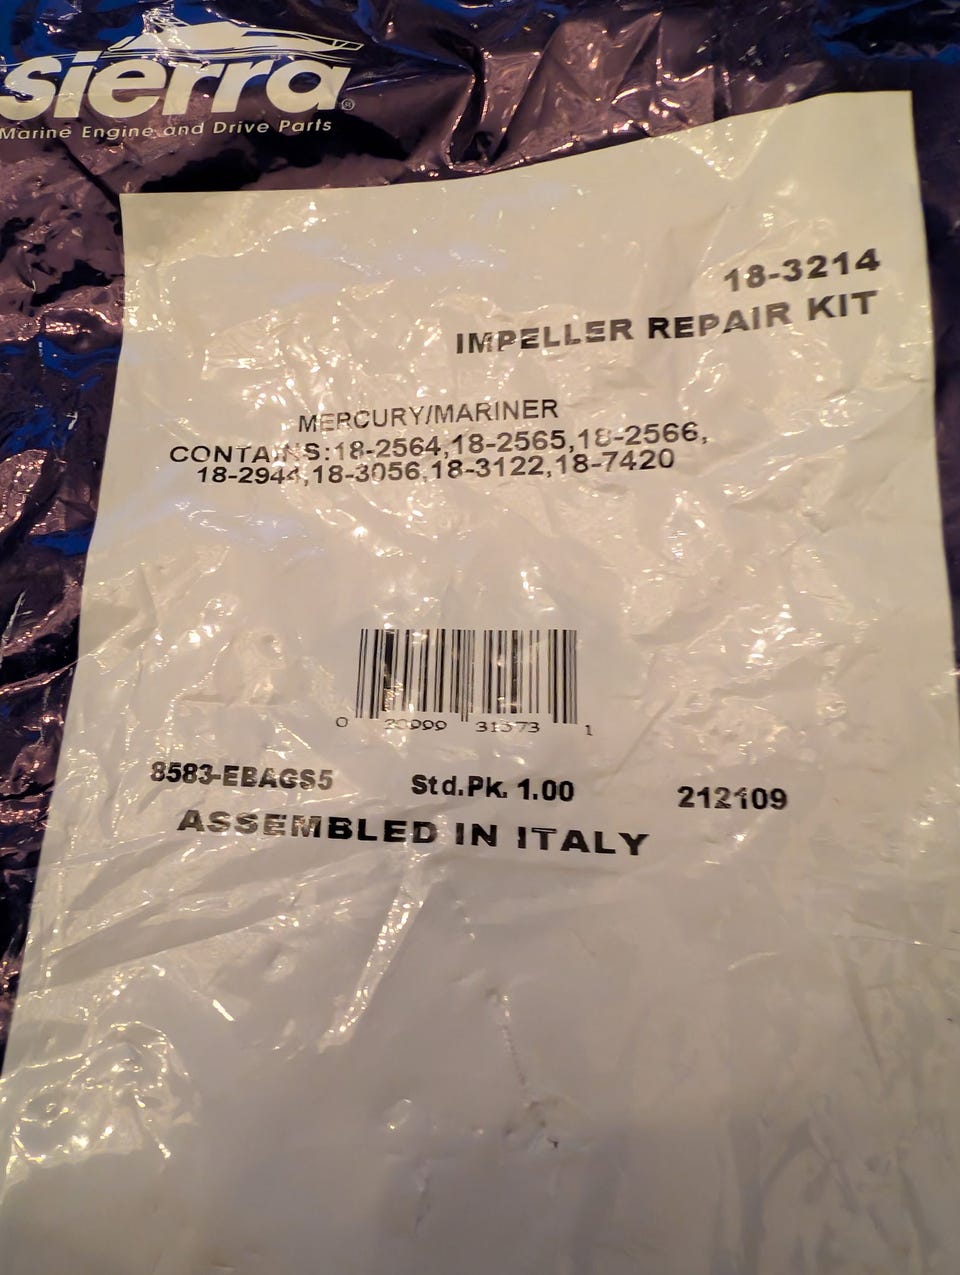 sierra®
Marine Engine and Drive Parts
18-3214
IMPELLER REPAIR KIT
MERCURY/MARINER
CONTAINS:18-2564,18-2565,18-2566,
18-2944,18-3056,18-3122,18-7420
0 1
8583-EBAGS5 Std.Pk. 1.00 212109
ASSEMBLED IN ITALY